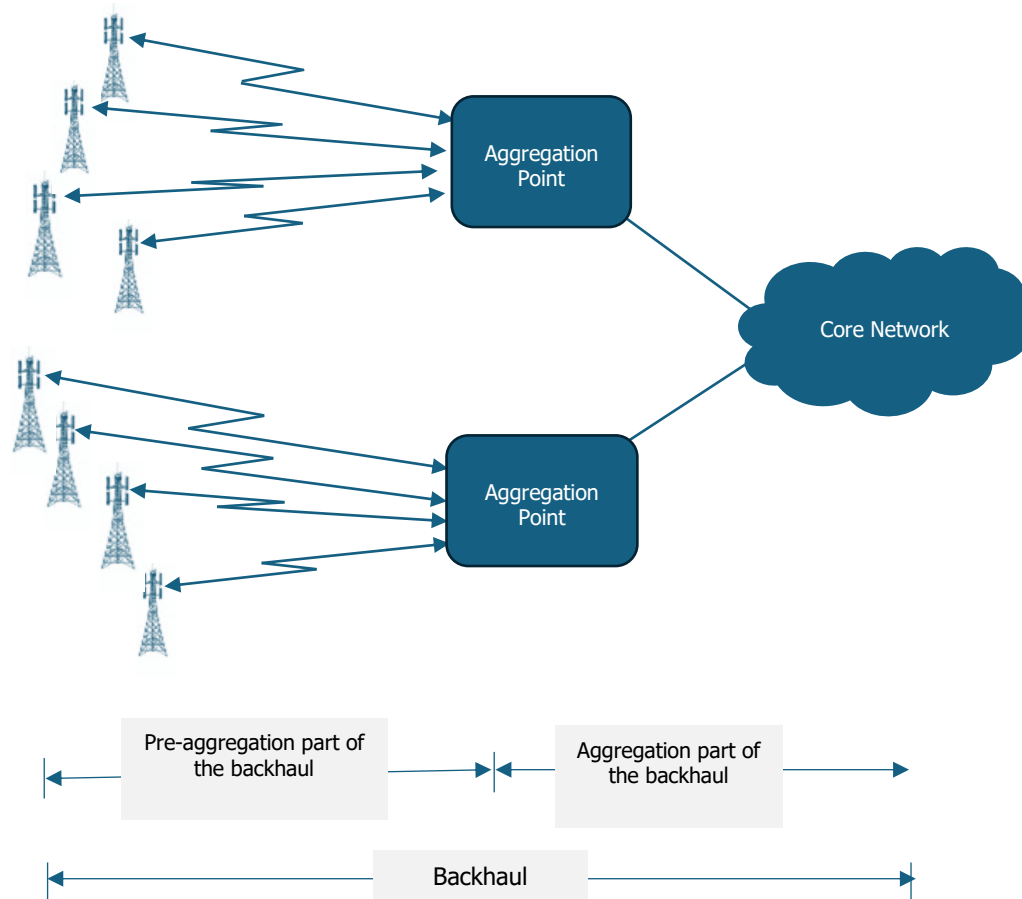 Aggregation
Point
Core Network
Aggregation
Point
Pre-aggregation part of
the backhaul
Aggregation part of
the backhaul
Backhaul